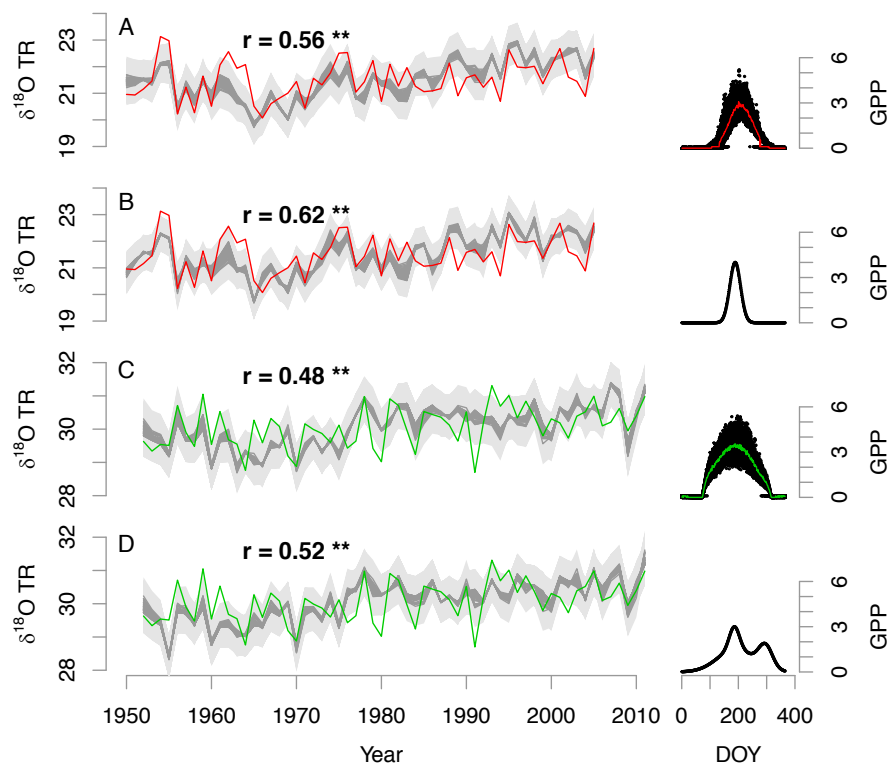 A
r = 0.56 **
δ¹⁸O TR
19 21 23
0 3 6
GPP
B
r = 0.62 **
δ¹⁸O TR
19 21 23
0 3 6
GPP
C
r = 0.48 **
δ¹⁸O TR
28 30 32
0 3 6
GPP
D
r = 0.52 **
δ¹⁸O TR
28 30 32
0 3 6
GPP
1950 1960 1970 1980 1990 2000 2010
0 200 400
Year
DOY